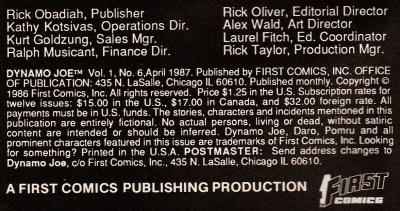 Rick Obadiah, Publisher
Kathy Kotsivas, Operations Dir.
Kurt Goldzung, Sales Mgr.
Ralph Musicant, Finance Dir.
Rick Oliver, Editorial Director
Alex Wald, Art Director
Laurel Fitch, Ed. Coordinator
Rick Taylor, Production Mgr.
DYNAMO JOE™ Vol. 1, No. 6, April 1987. Published by FIRST COMICS, INC. OFFICE
OF PUBLICATION: 435 N. LaSalle, Chicago IL 60610. Published monthly. Copyright ©
1986 First Comics, Inc. All rights reserved. Price $1.25 in the U.S. Subscription rates for
twelve issues: $15.00 in the U.S., $17.00 in Canada, and $32.00 foreign rate. All
payments must be in U.S. funds. The stories, characters and incidents mentioned in this
publication are entirely fictional. No actual persons, living or dead, without satiric
content are intended or should be inferred. Dynamo Joe, Daro, Pomru and all
prominent characters featured in this issue are trademarks of First Comics, Inc. Looking
for something? Printed in the U.S.A. POSTMASTER: Send address changes to
Dynamo Joe, c/o First Comics, Inc., 435 N. LaSalle, Chicago IL 60610.
A FIRST COMICS PUBLISHING PRODUCTION
FIRST
COMICS